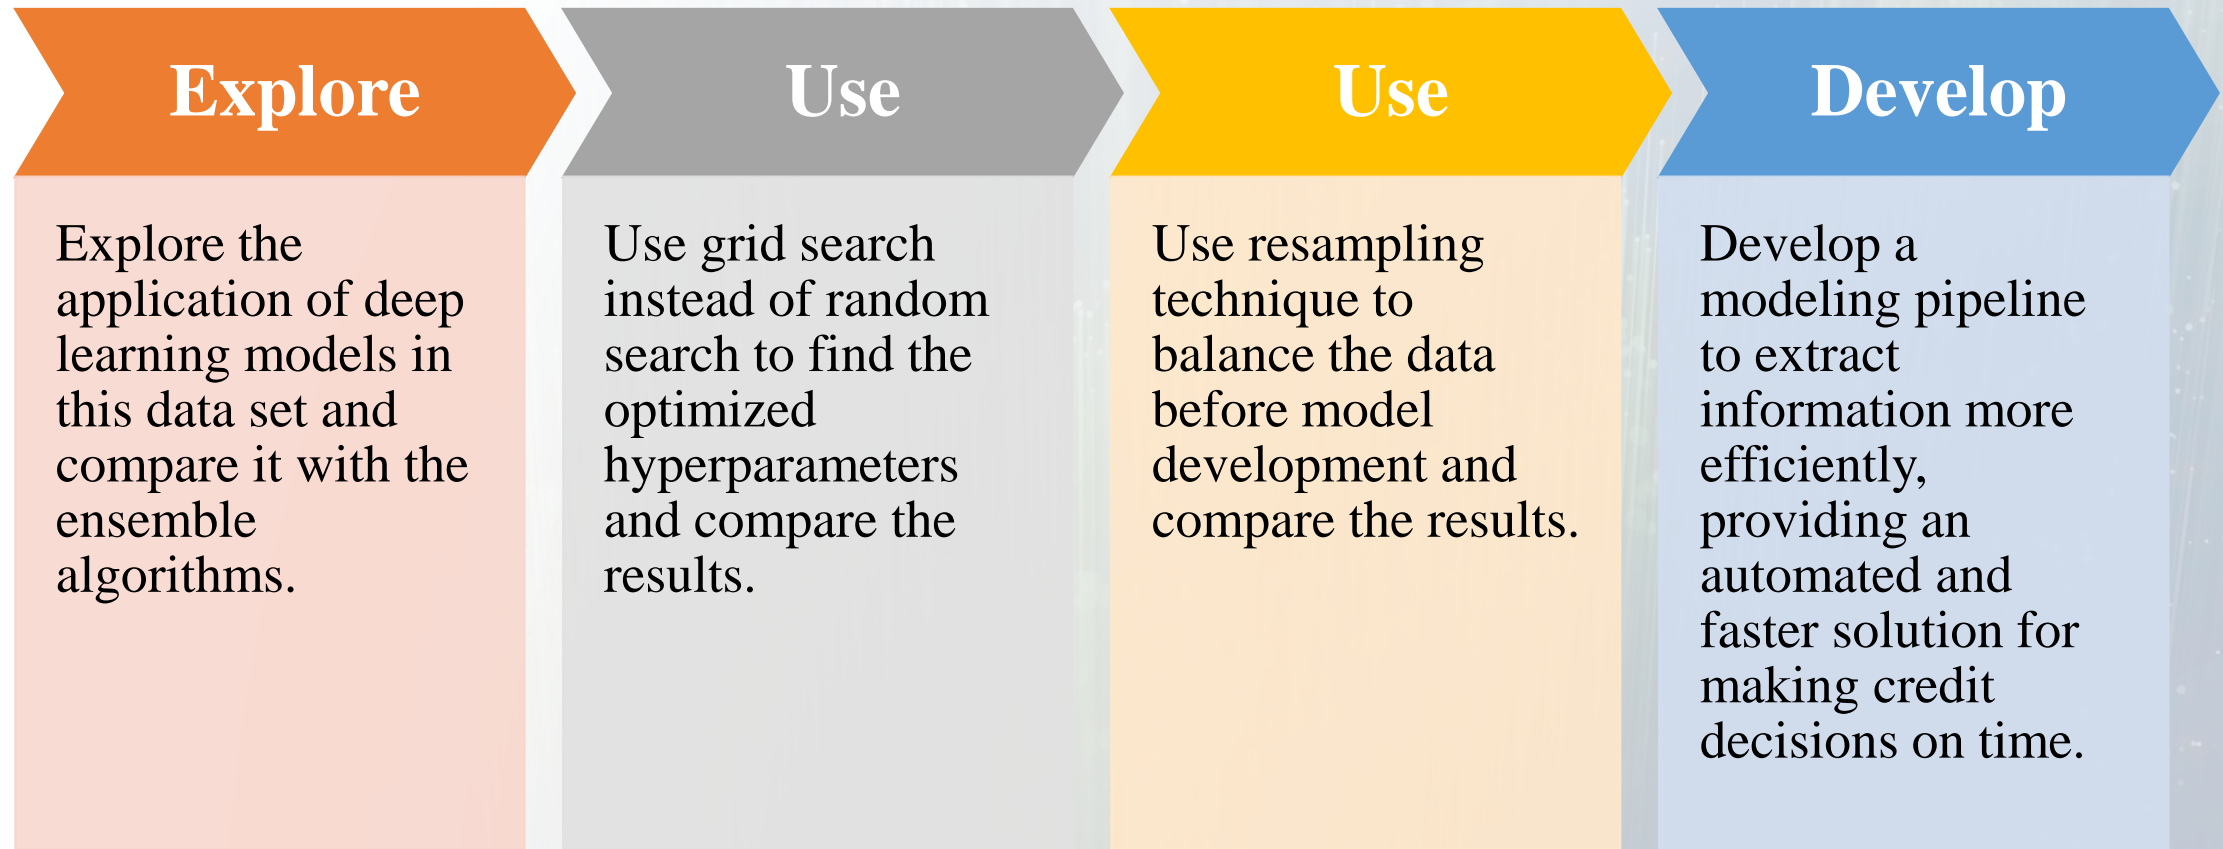 Explore
Explore the
application of deep
learning models in
this data set and
compare it with the
ensemble
algorithms.
Use
Use grid search
instead of random
search to find the
optimized
hyperparameters
and compare the
results.
Use
Use resampling
technique to
balance the data
before model
development and
compare the results.
Develop
Develop a
modeling pipeline
to extract
information more
efficiently,
providing an
automated and
faster solution for
making credit
decisions on time.